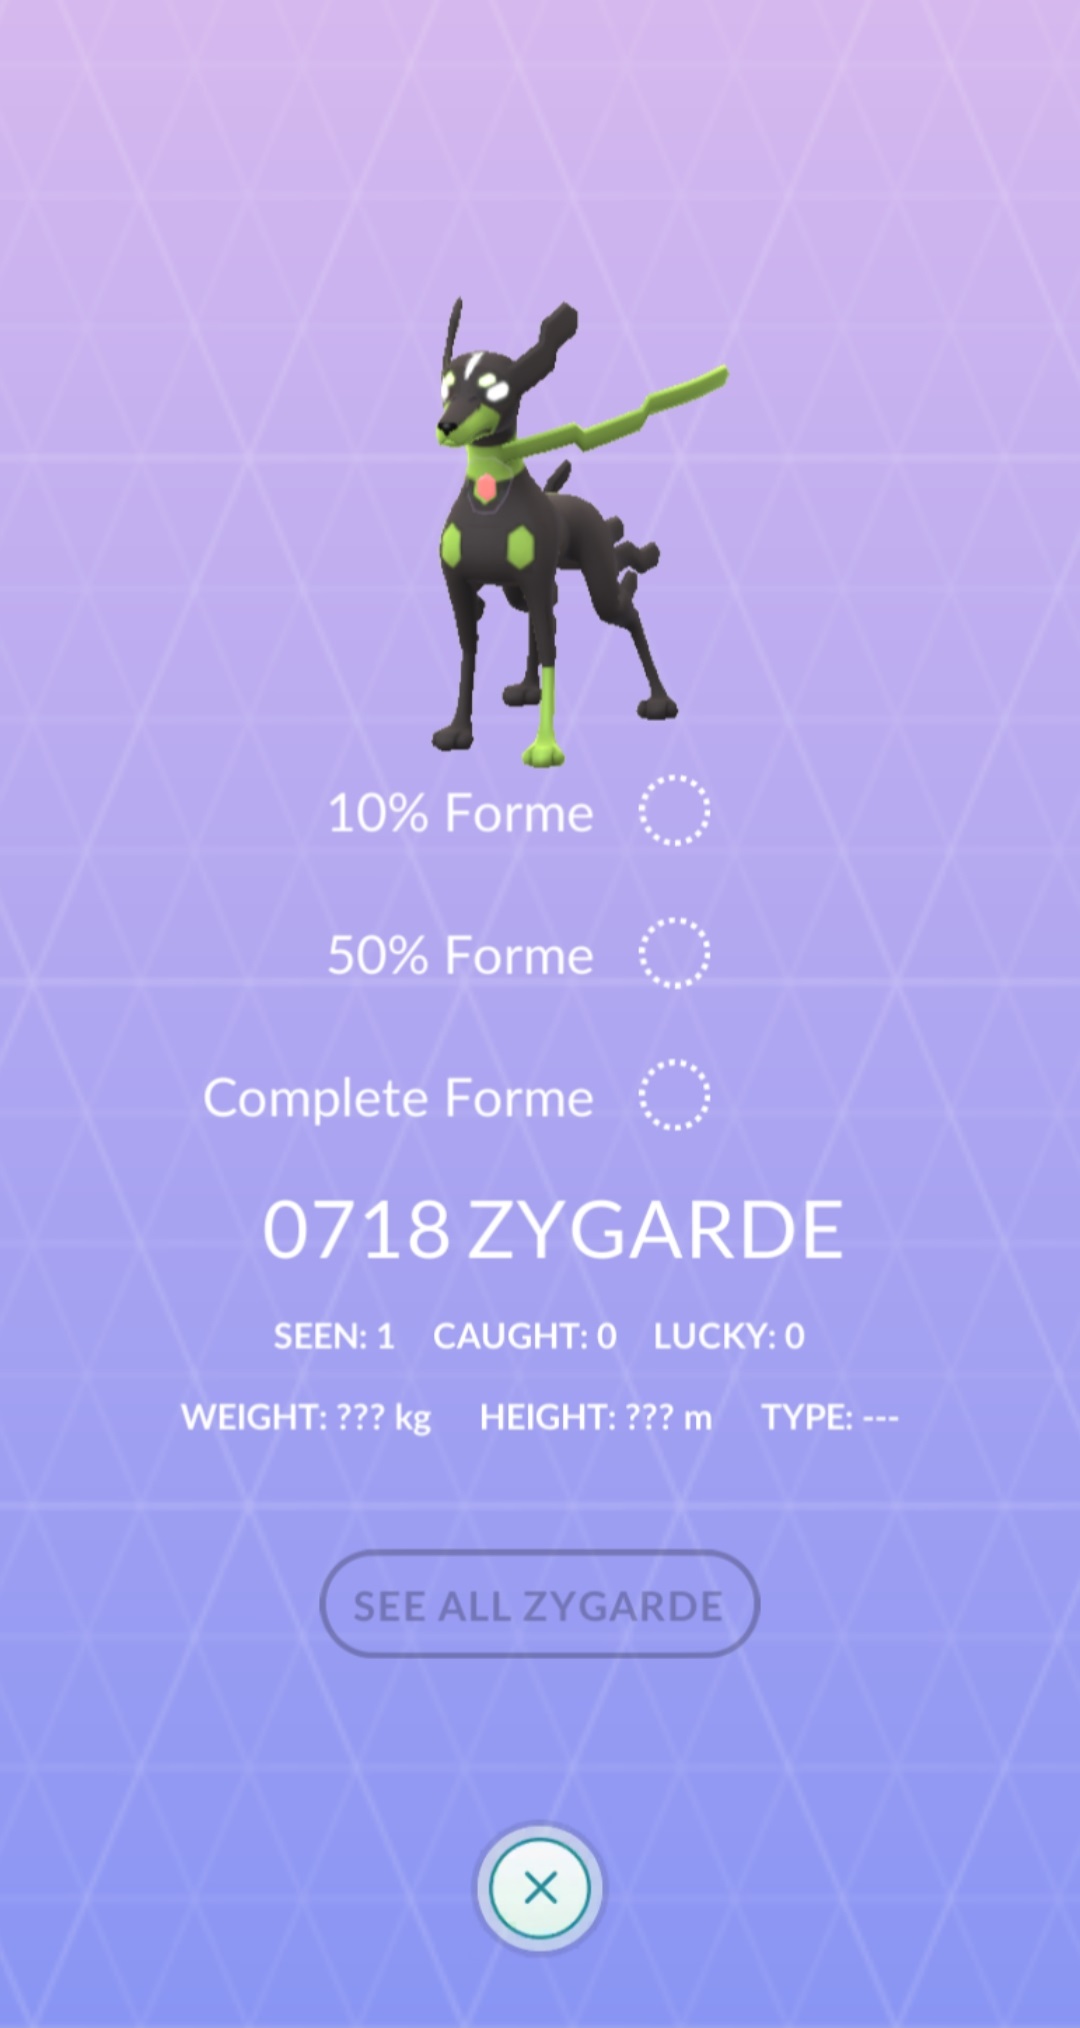 10% Forme
50% Forme
Complete Forme
0718 ZYGARDE
SEEN: 1 CAUGHT: 0 LUCKY: 0
WEIGHT: ??? kg HEIGHT: ??? m TYPE: ---
SEE ALL ZYGARDE